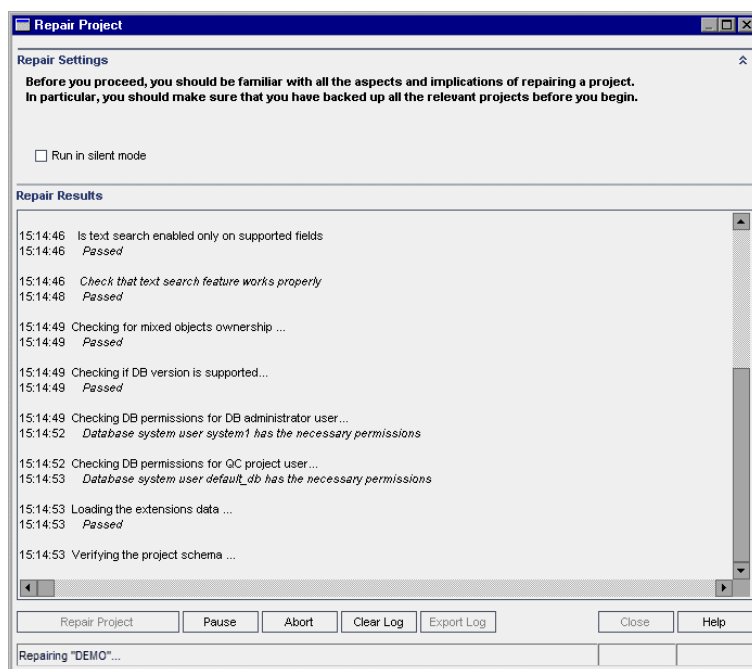 Repair Project
Repair Settings
Before you proceed, you should be familiar with all the aspects and implications of repairing a project.
In particular, you should make sure that you have backed up all the relevant projects before you begin.
Run in silent mode
Repair Results
15:14:46 Is text search enabled only on supported fields
15:14:46 Passed
15:14:46 Check that text search feature works properly
15:14:48 Passed
15:14:49 Checking for mixed objects ownership ...
15:14:49 Passed
15:14:49 Checking if DB version is supported...
15:14:49 Passed
15:14:49 Checking DB permissions for DB administrator user...
15:14:52 Database system user system1 has the necessary permissions
15:14:52 Checking DB permissions for QC project user...
15:14:53 Database system user default_db has the necessary permissions
15:14:53 Loading the extensions data ...
15:14:53 Passed
15:14:53 Verifying the project schema ...
Repair Project Pause Abort Clear Log Export Log Close Help
Repairing "DEMO"...